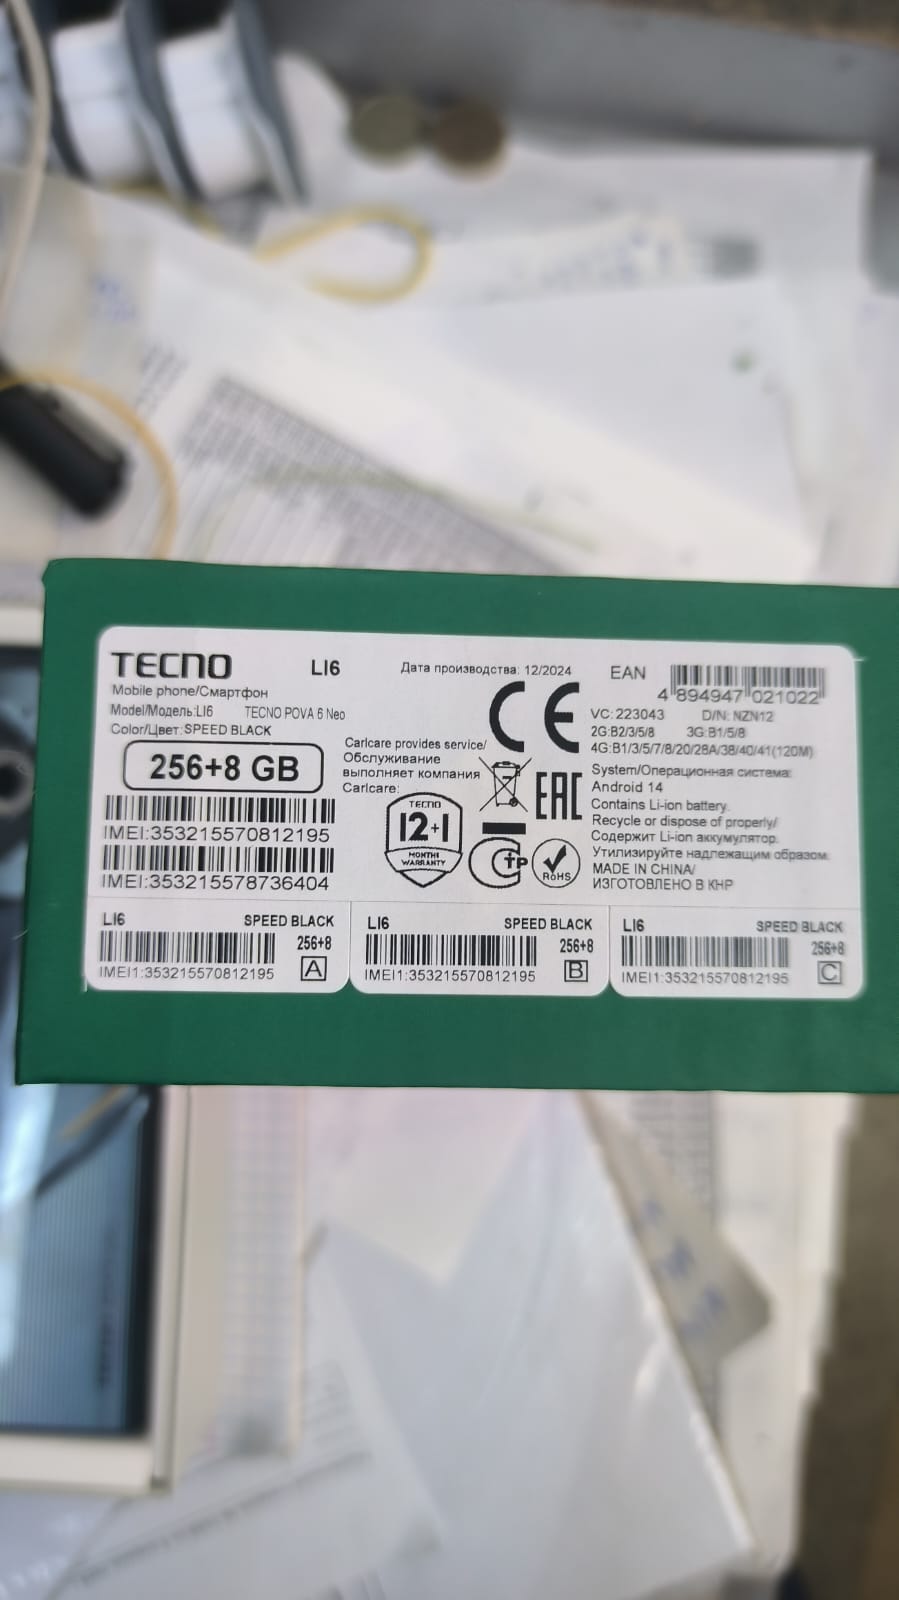 TECNO
LI6
Дата производства: 12/2024
EAN
4 894947 021022
Mobile phone/Смартфон
Model/Модель:LI6 TECNO POVA 6 Neo
Color/Цвет: SPEED BLACK
256+8 GB
IMEI:353215570812195
IMEI:353215578736404
Carlcare provides service/
Обслуживание
выполняет компания
Carlcare:
TECNO
12+1
MONTHS
WARRANTY
CE
EAC
RoHS
VC: 223043 D/N: NZN12
2G:B2/3/5/8 3G:B1/5/8
4G:B1/3/5/7/8/20/28A/38/40/41(120M)
System/Операционная система:
Android 14
Contains Li-ion battery.
Recycle or dispose of properly/
Содержит Li-ion аккумулятор.
Утилизируйте надлежащим образом.
MADE IN CHINA/
ИЗГОТОВЛЕНО В КНР
LI6 SPEED BLACK
256+8
IMEI1:353215570812195 A
LI6 SPEED BLACK
256+8
IMEI1:353215570812195 B
LI6 SPEED BLACK
256+8
IMEI1:353215570812195 C